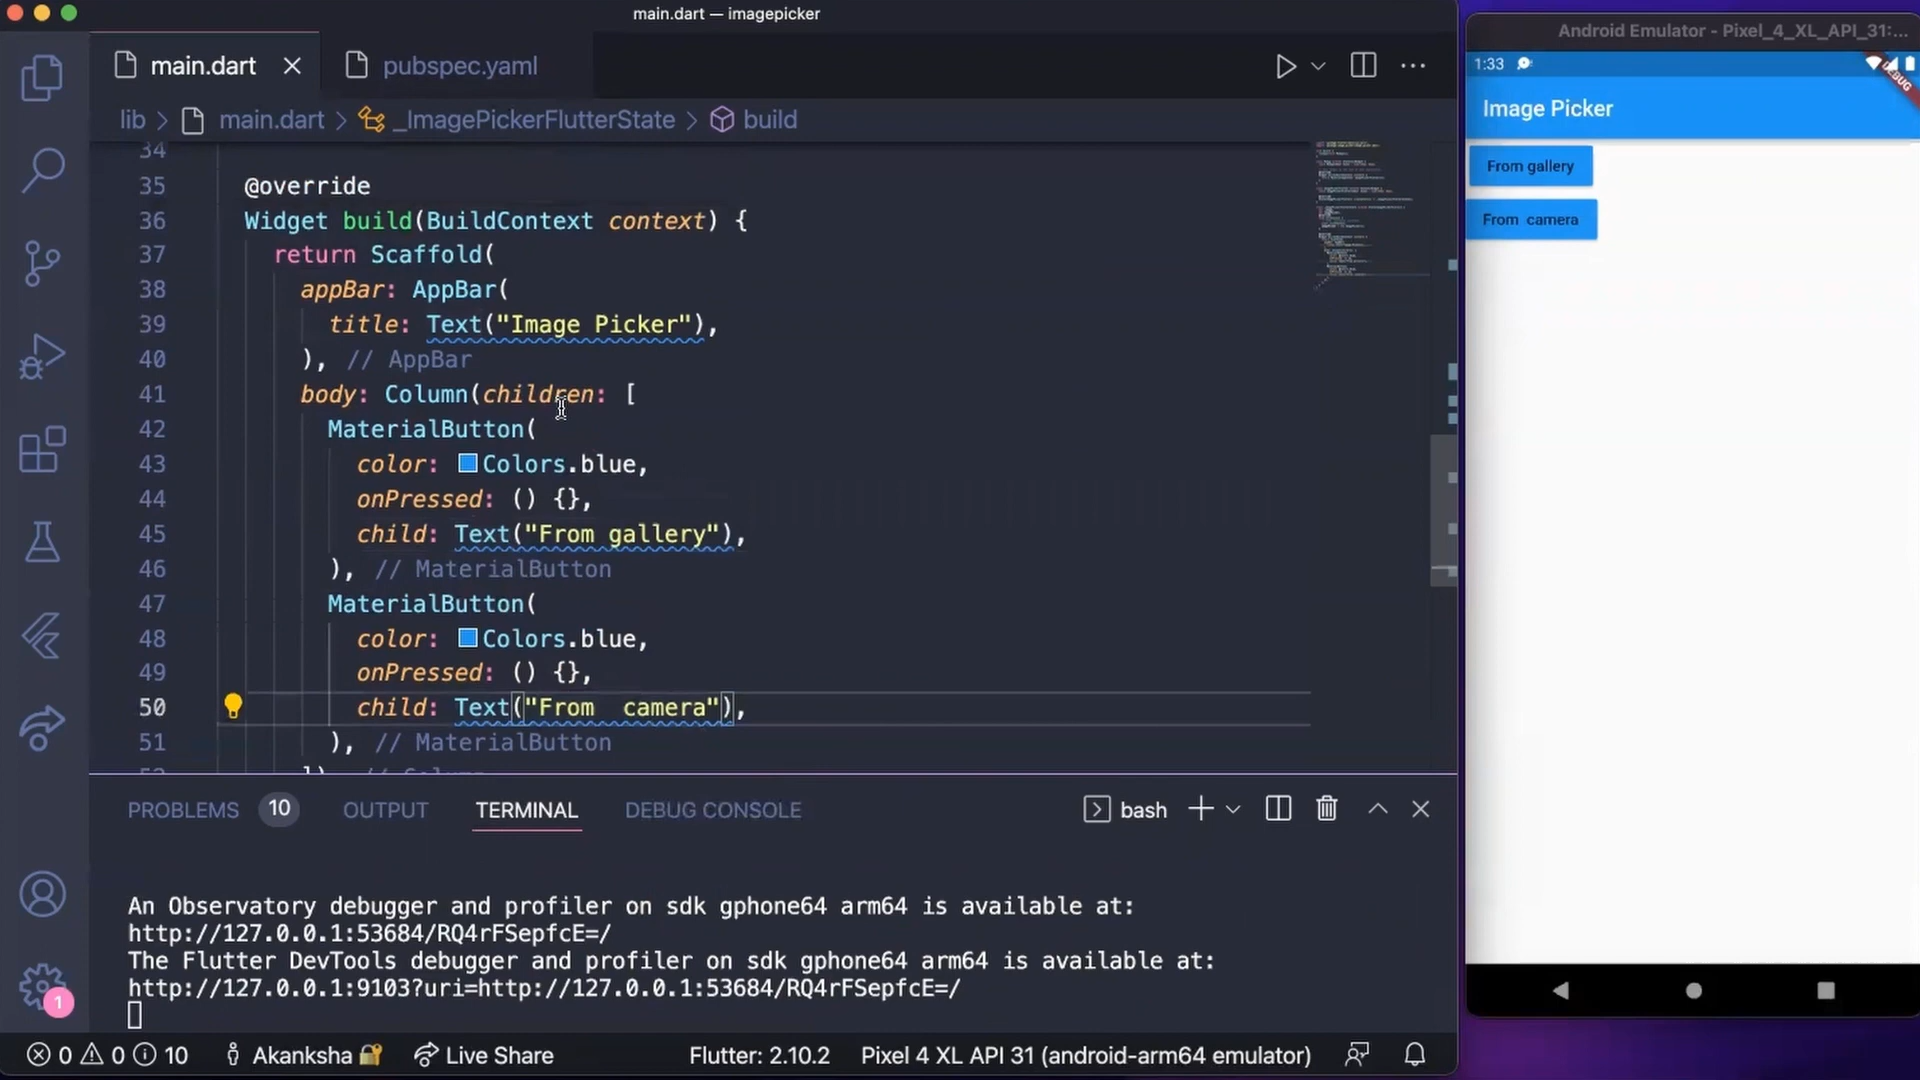 main.dart — imagepicker
main.dart
pubspec.yaml
lib > main.dart > _ImagePickerFlutterState > build
34
35 @override
36 Widget build(BuildContext context) {
37 return Scaffold(
38 appBar: AppBar(
39 title: Text("Image Picker"),
40 ), // AppBar
41 body: Column(children: [
42 MaterialButton(
43 color: Colors.blue,
44 onPressed: () {},
45 child: Text("From gallery"),
46 ), // MaterialButton
47 MaterialButton(
48 color: Colors.blue,
49 onPressed: () {},
50 child: Text("From  camera"),
51 ), // MaterialButton
PROBLEMS 10 OUTPUT TERMINAL DEBUG CONSOLE
bash
An Observatory debugger and profiler on sdk gphone64 arm64 is available at:
http://127.0.0.1:53684/RQ4rFSepfcE=/
The Flutter DevTools debugger and profiler on sdk gphone64 arm64 is available at:
http://127.0.0.1:9103?uri=http://127.0.0.1:53684/RQ4rFSepfcE=/
1
0 0 10 Akanksha Live Share Flutter: 2.10.2 Pixel 4 XL API 31 (android-arm64 emulator)
Android Emulator - Pixel_4_XL_API_31:...
1:33
DEBUG
Image Picker
From gallery
From  camera